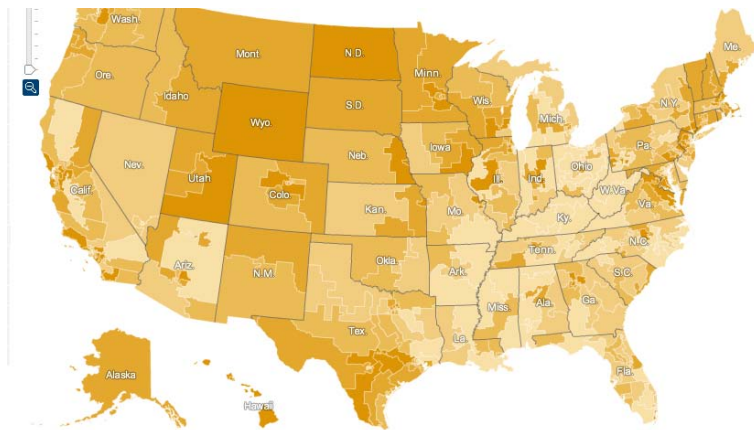 Wash.
Mont.
N.D.
Minn.
Me.
Ore.
Idaho
S.D.
Wis.
Mich.
N.Y.
Wyo.
Iowa
Pa.
Nev.
Utah
Neb.
Ill.
Ind.
Ohio
Calif.
Colo.
Kan.
Mo.
W.Va.
Va.
Ky.
Ariz.
N.M.
Okla.
Ark.
Tenn.
N.C.
S.C.
Tex.
La.
Miss.
Ala.
Ga.
Fla.
Alaska
Hawaii